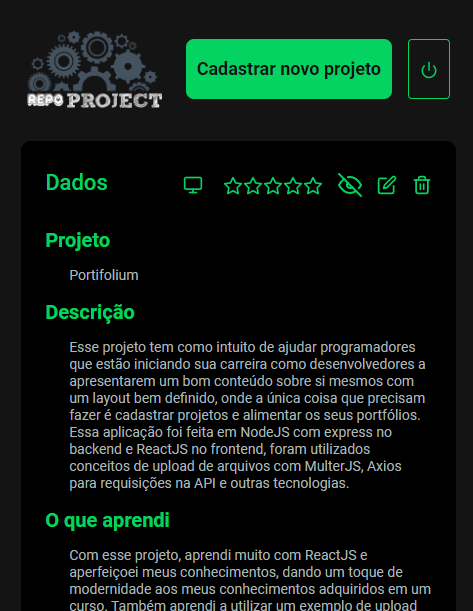 REPO PROJECT
Cadastrar novo projeto
Dados
Projeto
Portifolium
Descrição
Esse projeto tem como intuito de ajudar programadores
que estão iniciando sua carreira como desenvolvedores a
apresentarem um bom conteúdo sobre si mesmos com
um layout bem definido, onde a única coisa que precisam
fazer é cadastrar projetos e alimentar os seus portfólios.
Essa aplicação foi feita em NodeJS com express no
backend e ReactJS no frontend, foram utilizados
conceitos de upload de arquivos com MulterJS, Axios
para requisições na API e outras tecnologias.
O que aprendi
Com esse projeto, aprendi muito com ReactJS e
aperfeiçoei meus conhecimentos, dando um toque de
modernidade aos meus conhecimentos adquiridos em um
curso. Também aprendi a utilizar um exemplo de upload